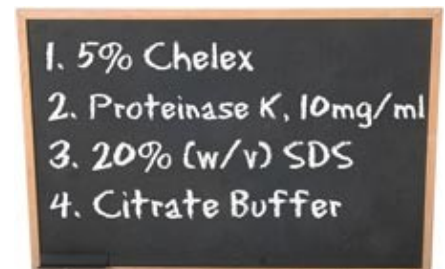 1. 5% Chelex
2. Proteinase K, 10mg/ml
3. 20% (w/v) SDS
4. Citrate Buffer